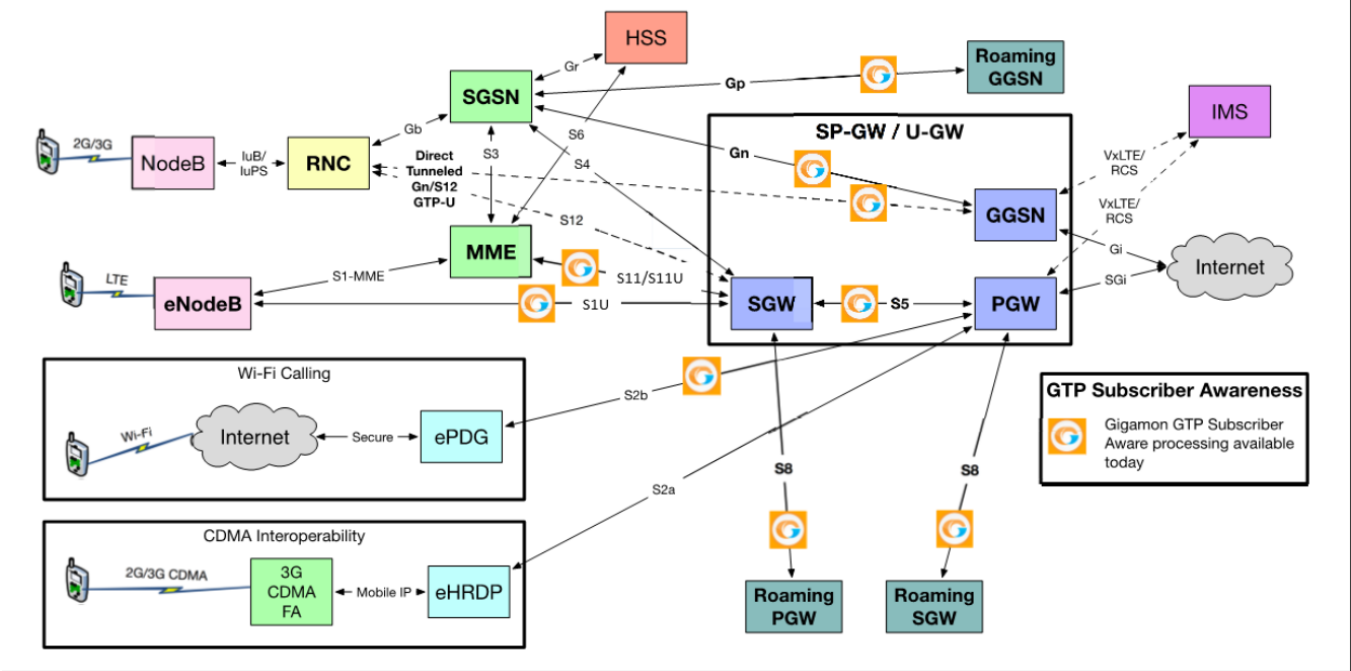 HSS
Roaming
GGSN
Gr
Gp
SGSN
IMS
SP-GW / U-GW
2G/3G
Gb
S6
NodeB
IuB/
IuPS
RNC
Direct
Tunneled
Gn/S12
GTP-U
S3
S4
Gn
VxLTE/
RCS
VxLTE/
RCS
GGSN
S12
Gi
MME
Internet
LTE
S1-MME
S11/S11U
SGi
eNodeB
S1U
SGW
S5
PGW
Wi-Fi Calling
S2b
GTP Subscriber Awareness
Gigamon GTP Subscriber
Aware processing available
today
Wi-Fi
Internet
Secure
ePDG
S8
S8
S2a
CDMA Interoperability
2G/3G CDMA
3G
CDMA
FA
Mobile IP
eHRDP
Roaming
PGW
Roaming
SGW